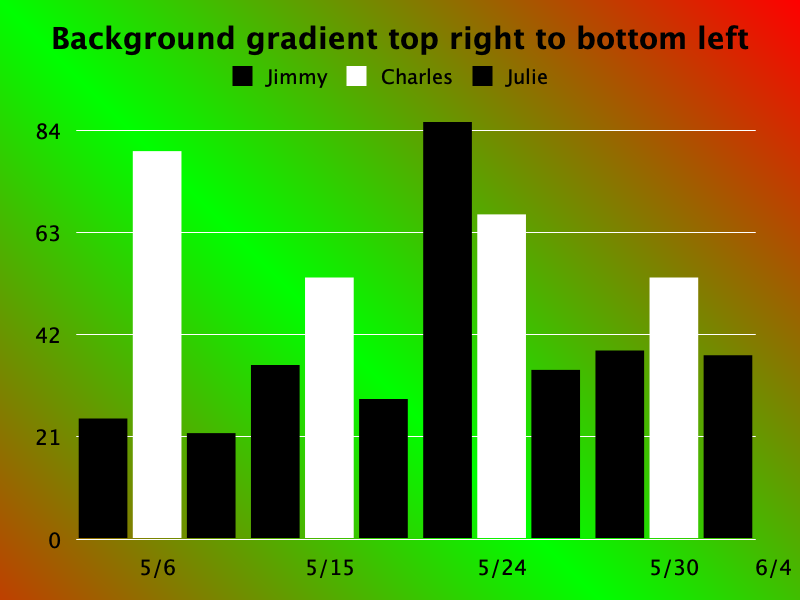 Background gradient top right to bottom left
Jimmy Charles Julie
84
63
42
21
0
5/6 5/15 5/24 5/30 6/4